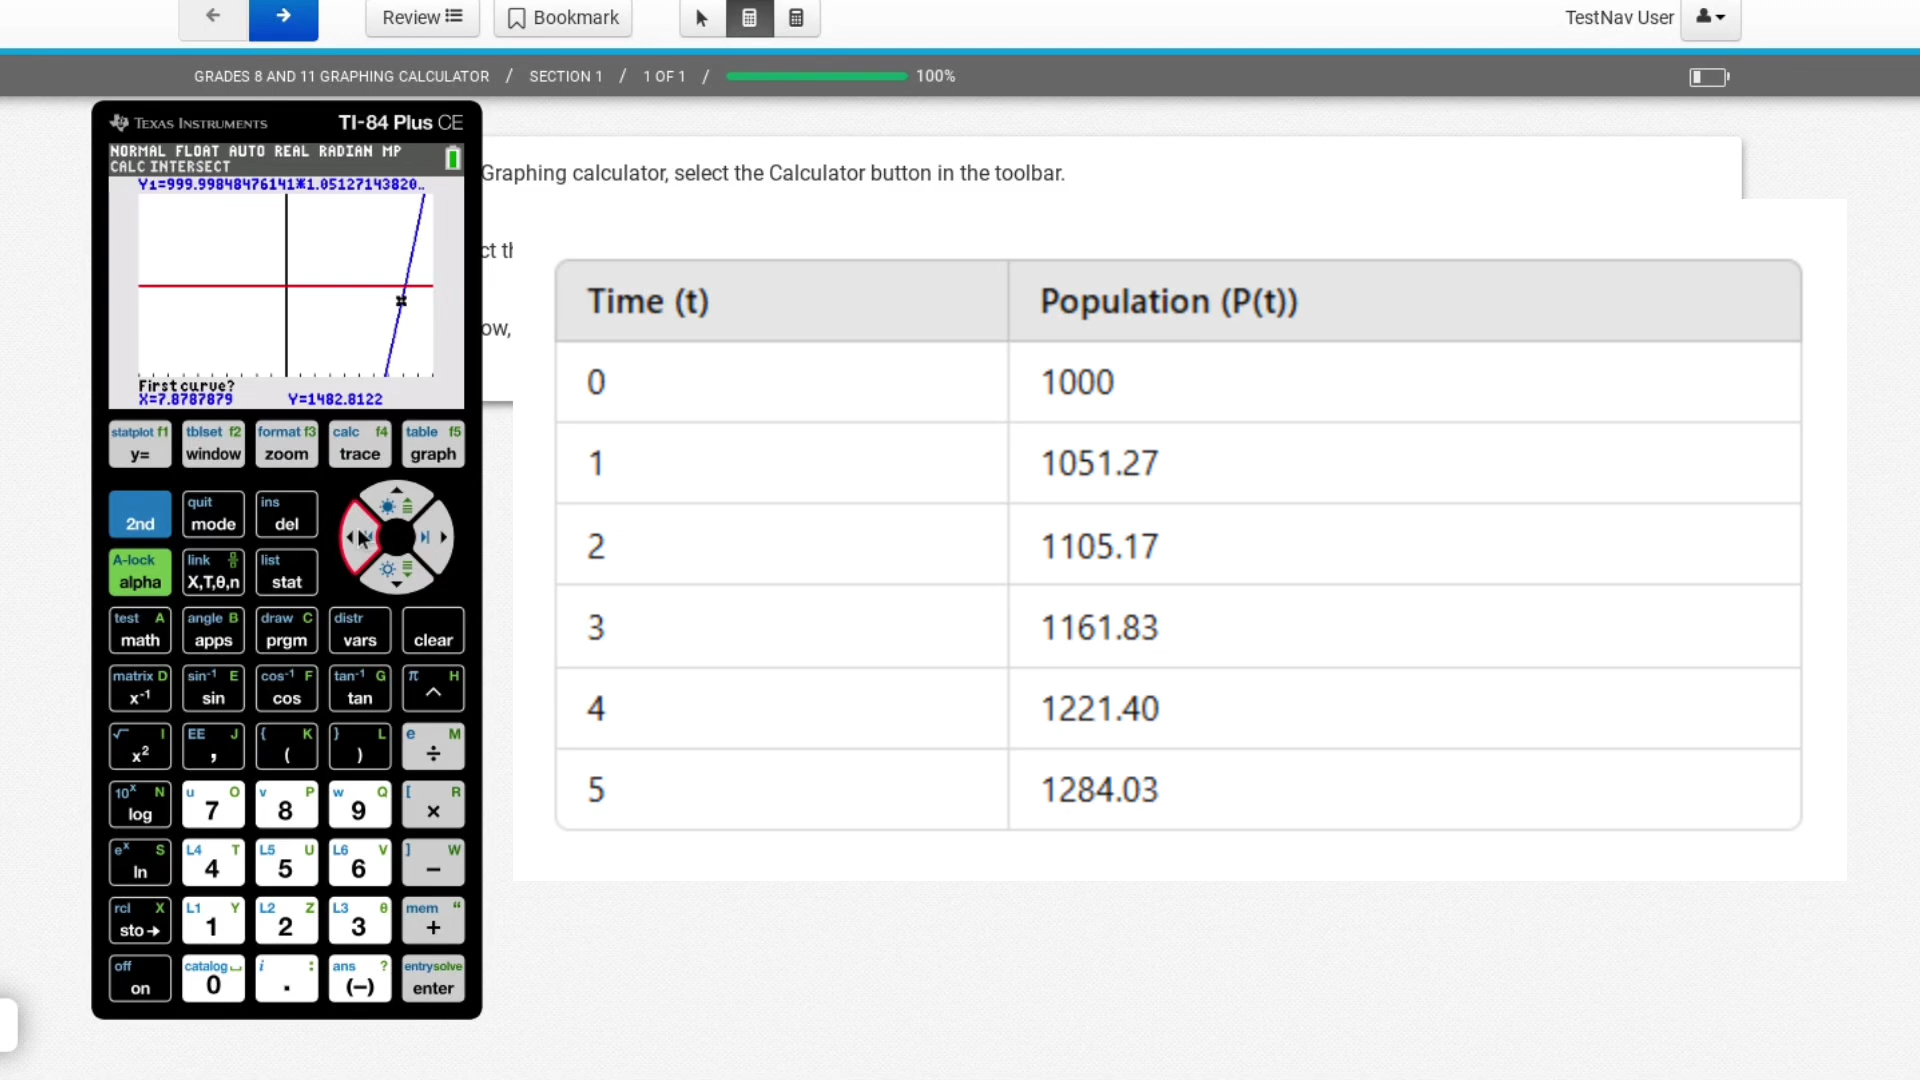 Review
Bookmark
TestNav User
GRADES 8 AND 11 GRAPHING CALCULATOR / SECTION 1 / 1 OF 1 / 100%
TEXAS INSTRUMENTS TI-84 Plus CE
NORMAL FLOAT AUTO REAL RADIAN MP
CALC INTERSECT
Y1=999.99848476141*1.05127143820..
First curve?
X=7.8787879 Y=1482.8122
Graphing calculator, select the Calculator button in the toolbar.
ct th
ow,
Time (t) Population (P(t))
0 1000
1 1051.27
2 1105.17
3 1161.83
4 1221.40
5 1284.03
statplot f1 tblset f2 format f3 calc f4 table f5
y= window zoom trace graph
quit ins
2nd mode del
A-lock link list
alpha X,T,θ,n stat
test A angle B draw C distr
math apps prgm vars clear
matrix D sin-1 E cos-1 F tan-1 G π H
x-1 sin cos tan ^
√ I EE J { K } L e M
x2 , ( ) ÷
10x N u O v P w Q [ R
log 7 8 9 ×
ex S L4 T L5 U L6 V ] W
ln 4 5 6 −
rcl X L1 Y L2 Z L3 θ mem “
sto→ 1 2 3 +
off catalog i : ans ? entry solve
on 0 . (−) enter